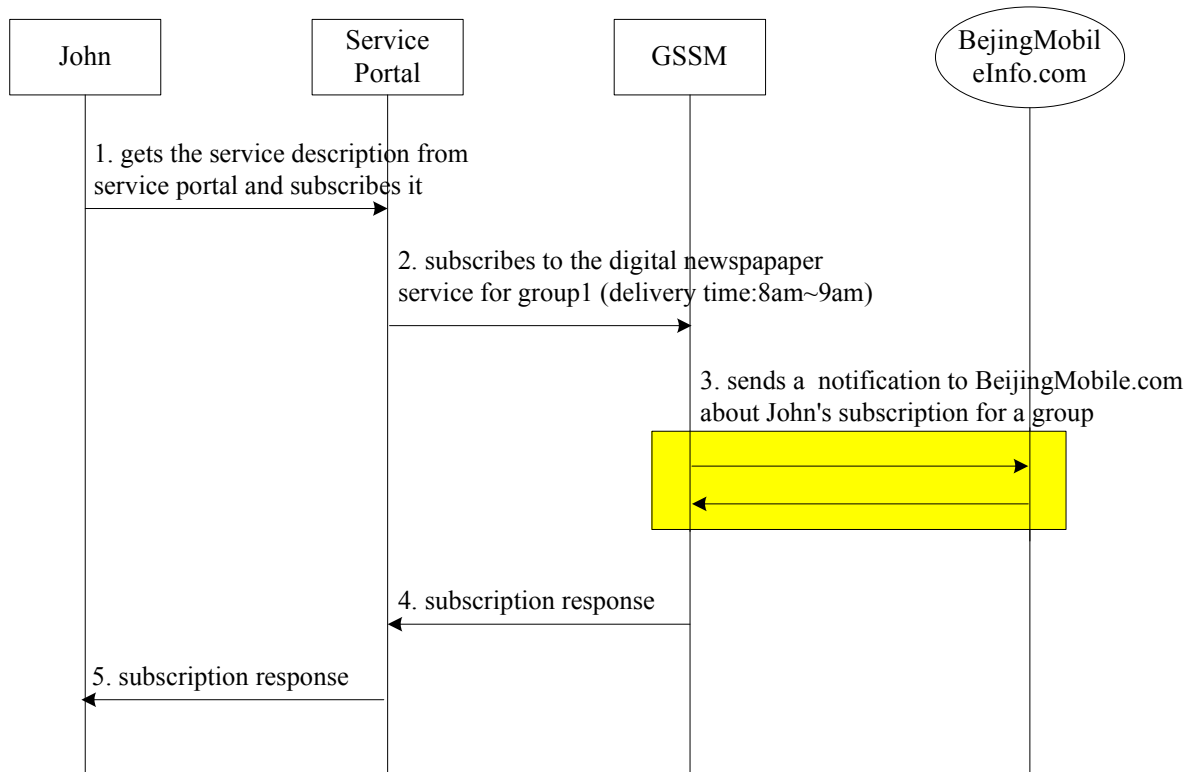 John
Service
Portal
GSSM
BejingMobil
eInfo.com
1. gets the service description from
service portal and subscribes it
2. subscribes to the digital newspapaper
service for group1 (delivery time:8am~9am)
3. sends a notification to BeijingMobile.com
about John's subscription for a group
4. subscription response
5. subscription response